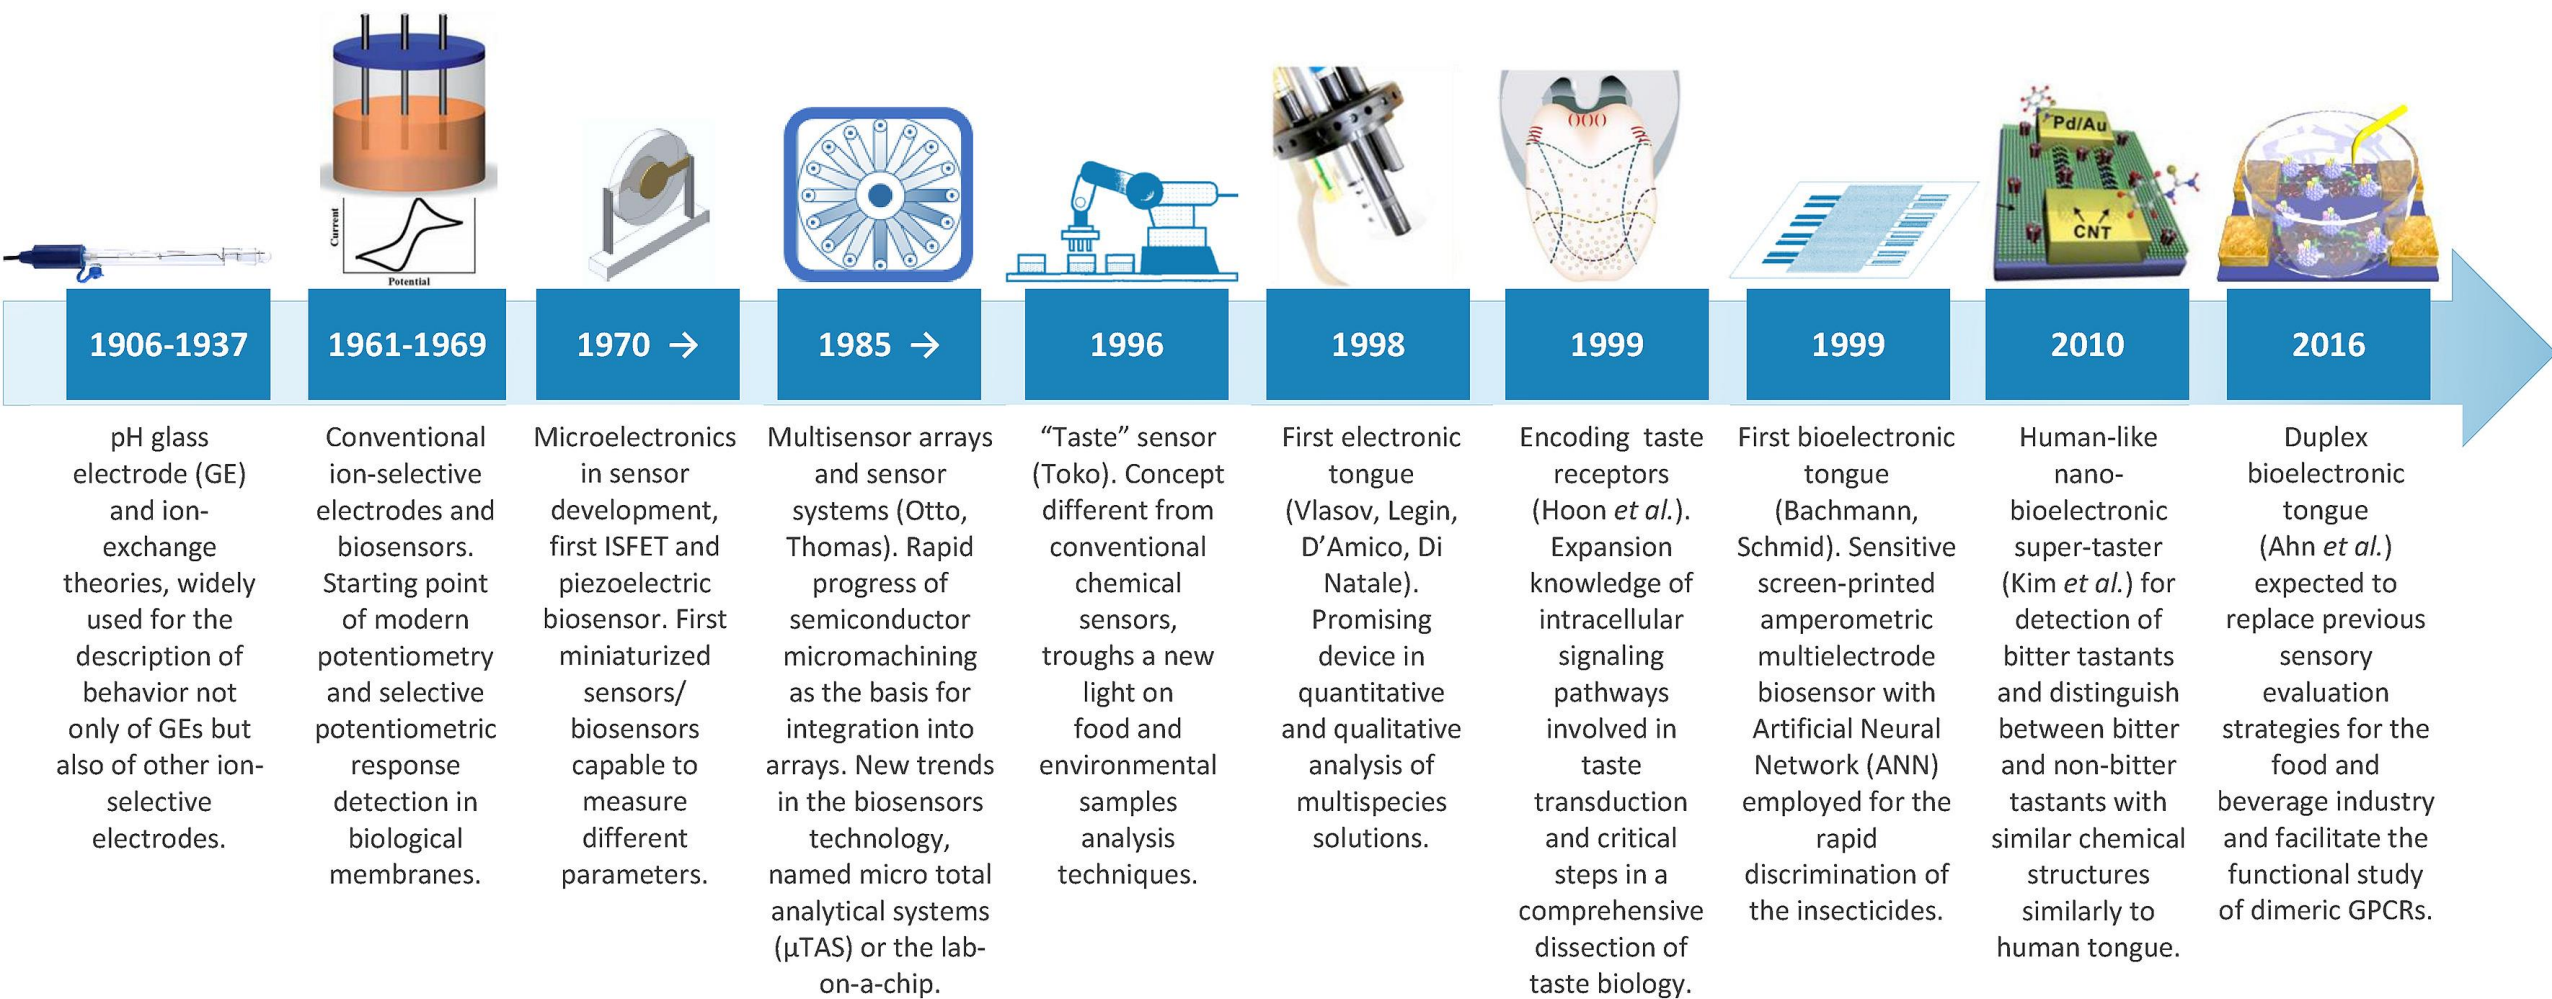 Current
Potential
Pd/Au
CNT
1906-1937
1961-1969
1970 →
1985 →
1996
1998
1999
1999
2010
2016
pH glass
electrode (GE)
and ion-
exchange
theories, widely
used for the
description of
behavior not
only of GEs but
also of other ion-
selective
electrodes.
Conventional
ion-selective
electrodes and
biosensors.
Starting point
of modern
potentiometry
and selective
potentiometric
response
detection in
biological
membranes.
Microelectronics
in sensor
development,
first ISFET and
piezoelectric
biosensor. First
miniaturized
sensors/
biosensors
capable to
measure
different
parameters.
Multisensor arrays
and sensor
systems (Otto,
Thomas). Rapid
progress of
semiconductor
micromachining
as the basis for
integration into
arrays. New trends
in the biosensors
technology,
named micro total
analytical systems
(µTAS) or the lab-
on-a-chip.
“Taste” sensor
(Toko). Concept
different from
conventional
chemical
sensors,
troughs a new
light on
food and
environmental
samples
analysis
techniques.
First electronic
tongue
(Vlasov, Legin,
D’Amico, Di
Natale).
Promising
device in
quantitative
and qualitative
analysis of
multispecies
solutions.
Encoding taste
receptors
(Hoon et al.).
Expansion
knowledge of
intracellular
signaling
pathways
involved in
taste
transduction
and critical
steps in a
comprehensive
dissection of
taste biology.
First bioelectronic
tongue
(Bachmann,
Schmid). Sensitive
screen-printed
amperometric
multielectrode
biosensor with
Artificial Neural
Network (ANN)
employed for the
rapid
discrimination of
the insecticides.
Human-like
nano-
bioelectronic
super-taster
(Kim et al.) for
detection of
bitter tastants
and distinguish
between bitter
and non-bitter
tastants with
similar chemical
structures
similarly to
human tongue.
Duplex
bioelectronic
tongue
(Ahn et al.)
expected to
replace previous
sensory
evaluation
strategies for the
food and
beverage industry
and facilitate the
functional study
of dimeric GPCRs.